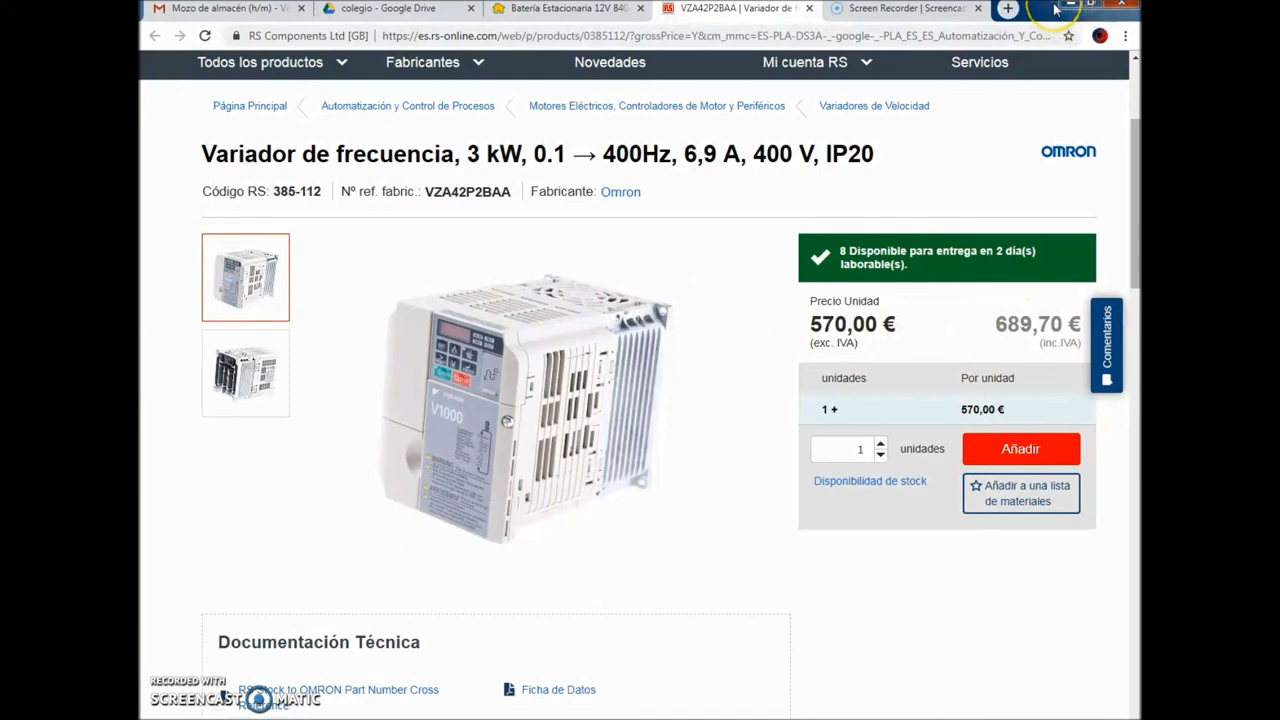 Mozo de almacén (h/m) - V
colegio - Google Drive
Batería Estacionaria 12V 840
VZA42P2BAA | Variador de f
Screen Recorder | Screencas
RS Components Ltd [GB]
https://es.rs-online.com/web/p/products/0385112/?grossPrice=Y&cm_mmc=ES-PLA-DS3A-_-google-_-PLA_ES_ES_Automatización_Y_Co...
Todos los productos
Fabricantes
Novedades
Mi cuenta RS
Servicios
Página Principal
Automatización y Control de Procesos
Motores Eléctricos, Controladores de Motor y Periféricos
Variadores de Velocidad
Variador de frecuencia, 3 kW, 0.1 → 400Hz, 6,9 A, 400 V, IP20
OMRON
Código RS: 385-112
Nº ref. fabric.: VZA42P2BAA
Fabricante: Omron
8 Disponible para entrega en 2 día(s)
laborable(s).
Precio Unidad
570,00 €
689,70 €
(exc. IVA)
(inc.IVA)
Comentarios
unidades
Por unidad
1 +
570,00 €
1
unidades
Añadir
Disponibilidad de stock
Añadir a una lista
de materiales
V1000
WARNING
Documentación Técnica
RS Stock to OMRON Part Number Cross
Reference
Ficha de Datos
RECORDED WITH
SCREENCAST MATIC